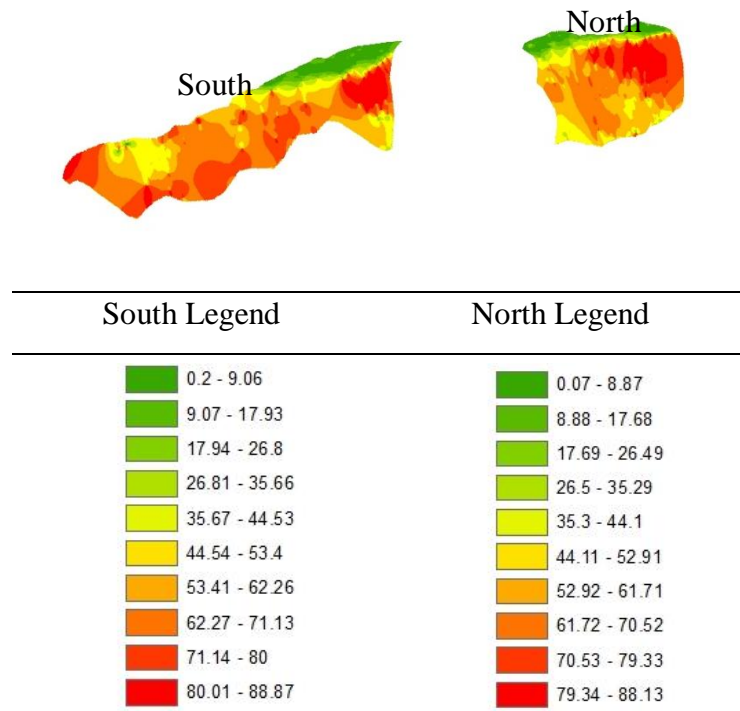 North
South
South Legend
North Legend
0.2 - 9.06
9.07 - 17.93
17.94 - 26.8
26.81 - 35.66
35.67 - 44.53
44.54 - 53.4
53.41 - 62.26
62.27 - 71.13
71.14 - 80
80.01 - 88.87
0.07 - 8.87
8.88 - 17.68
17.69 - 26.49
26.5 - 35.29
35.3 - 44.1
44.11 - 52.91
52.92 - 61.71
61.72 - 70.52
70.53 - 79.33
79.34 - 88.13